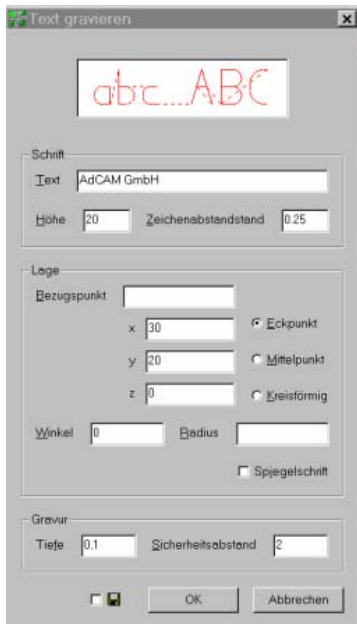 Text gravieren
abc....ABC
Schrift
Text AdCAM GmbH
Höhe 20 Zeichenabstandstand 0.25
Lage
Bezugspunkt
x 30 Eckpunkt
y 20 Mittelpunkt
z 0 Kreisförmig
Winkel 0 Radius
Spiegelschrift
Gravur
Tiefe 0.1 Sicherheitsabstand 2
OK Abbrechen